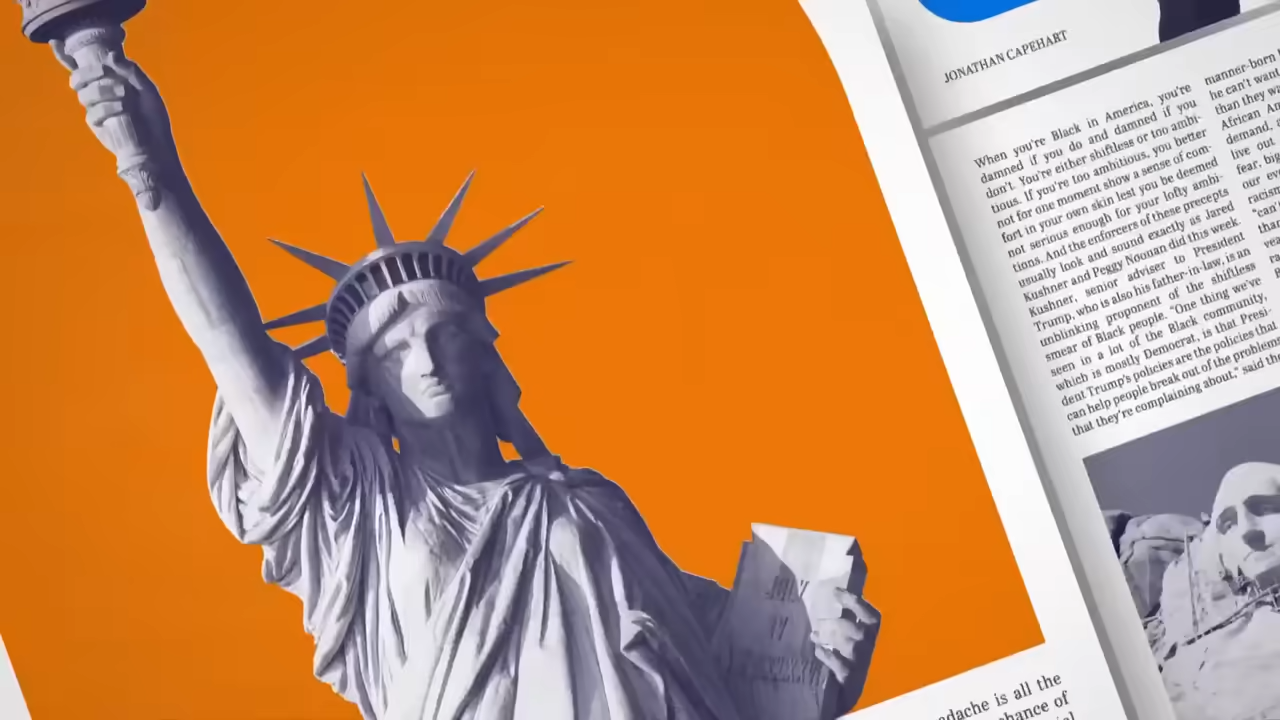 JONATHAN CAPEHART
When you're Black in America, you're
damned if you do and damned if you
don't. You're either shiftless or too ambi-
tious. If you're too ambitious, you better
not for one moment show a sense of com-
fort in your own skin lest you be deemed
not serious enough for your lofty ambi-
tions. And the enforcers of these precepts
usually look and sound exactly as Jared
Kushner and Peggy Noonan did this week.
Kushner, senior adviser to President
Trump, who is also his father-in-law, is an
unblinking proponent of the shiftless
smear of Black people. "One thing we've
seen in a lot of the Black community,
which is mostly Democrat, is that Presi-
dent Trump's policies are the policies that
can help people break out of the problems
that they're complaining about," said the
manner-born
he can't want
than they wa
African An
demand, a
live out
fear, big
our eve
racism
"can't
than
ver
ra
JULY
IV
adache is all the
chance of
ial